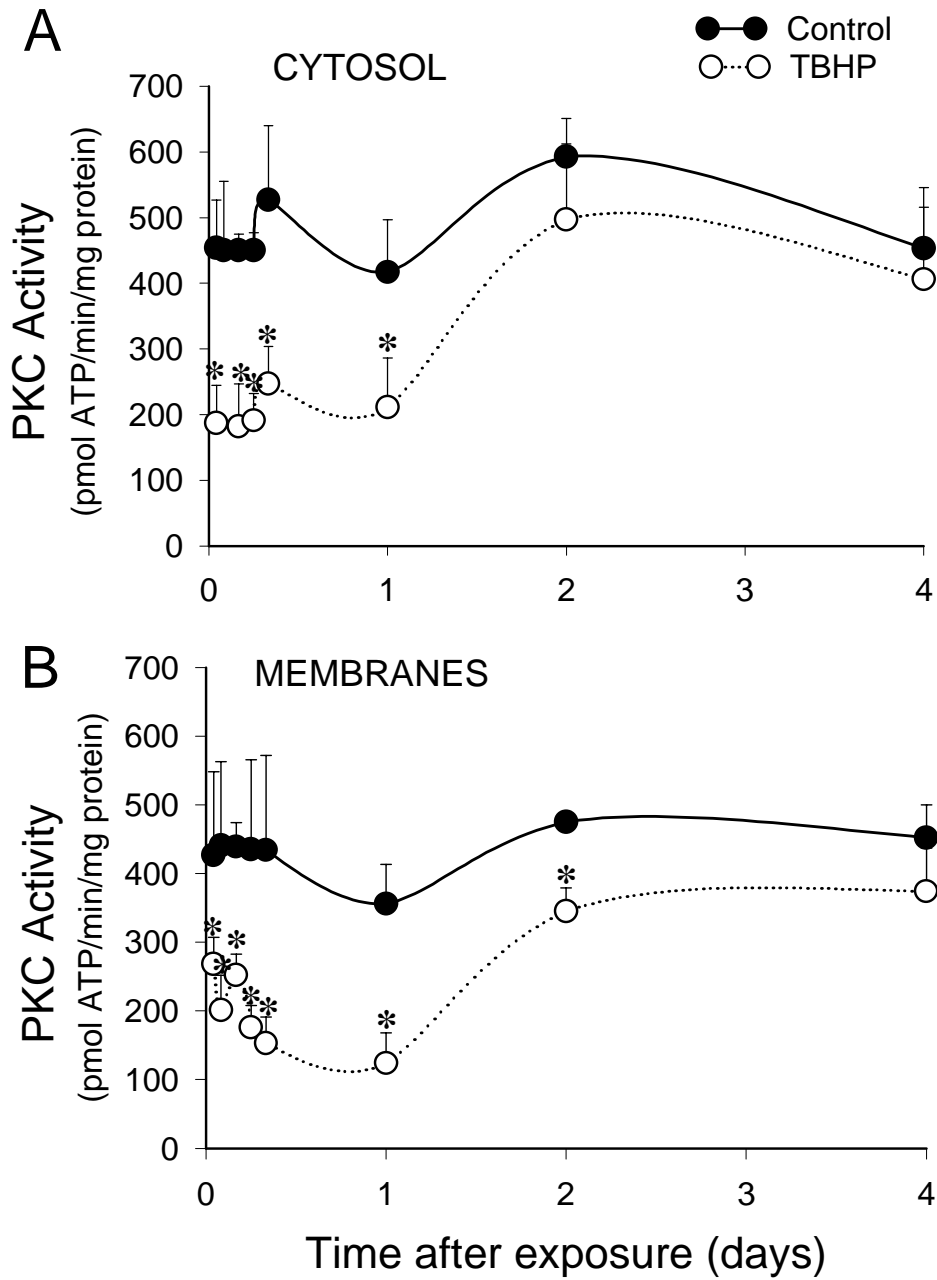 A
Control
TBHP
CYTOSOL
700
600
500
400
300
200
100
0
PKC Activity
(pmol ATP/min/mg protein)
* * * * *
0 1 2 3 4
B
MEMBRANES
700
600
500
400
300
200
100
0
PKC Activity
(pmol ATP/min/mg protein)
* * * * * * *
0 1 2 3 4
Time after exposure (days)